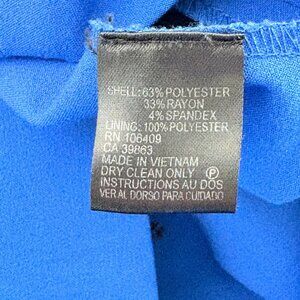 SHELL: 63% POLYESTER
33% RAYON
4% SPANDEX
LINING: 100% POLYESTER
RN 106409
CA 39863
MADE IN VIETNAM
DRY CLEAN ONLY Ⓟ
INSTRUCTIONS AU DOS
VER AL DORSO PARA CUIDADO